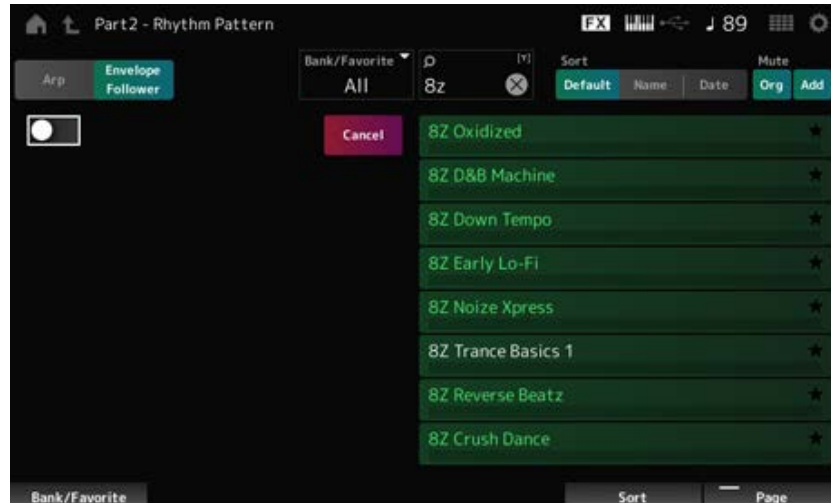 Part2 - Rhythm Pattern
FX
♩ 89
Arp
Envelope
Follower
Bank/Favorite
All
[Y]
8z
Sort
Default
Name
Date
Mute
Org
Add
Cancel
8Z Oxidized
8Z D&B Machine
8Z Down Tempo
8Z Early Lo-Fi
8Z Noize Xpress
8Z Trance Basics 1
8Z Reverse Beatz
8Z Crush Dance
Bank/Favorite
Sort
Page